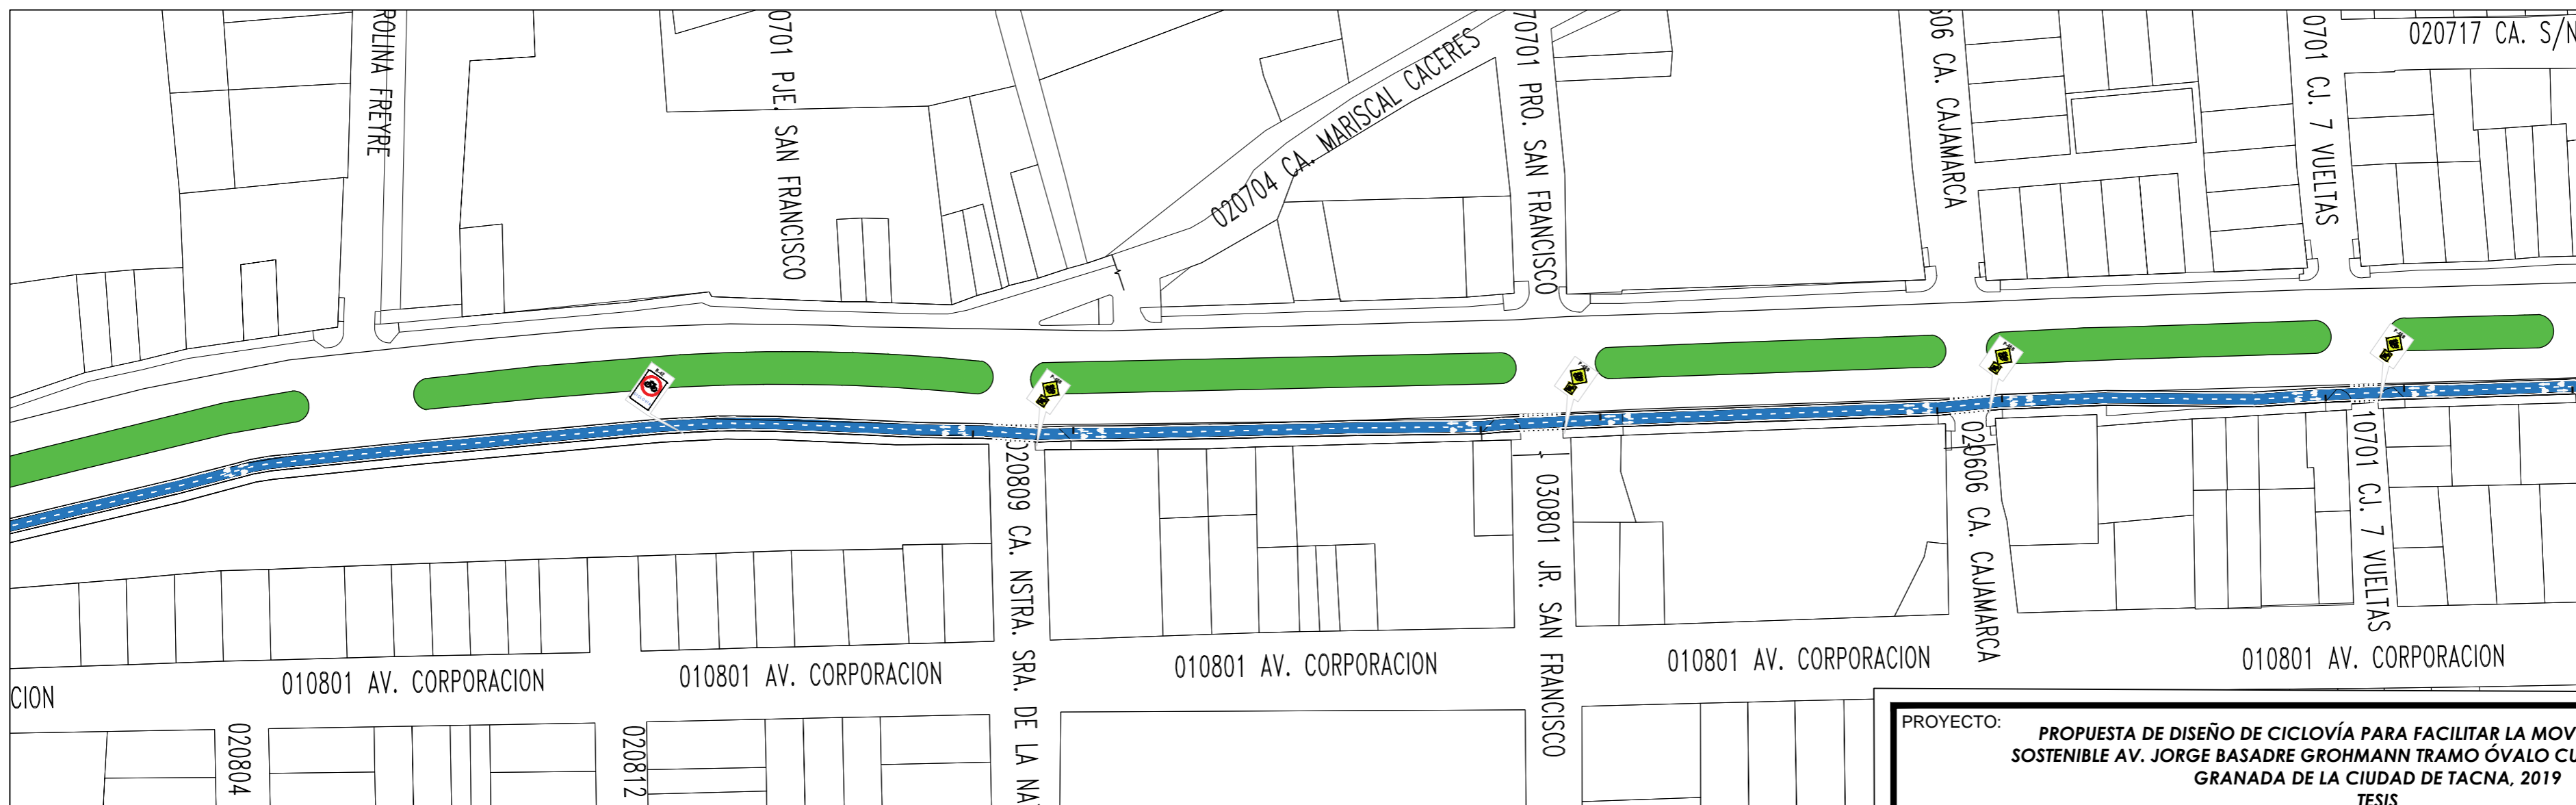 ROLINA FREYRE
0701 PJE. SAN FRANCISCO
020704 CA. MARISCAL CACERES
70701 PRO. SAN FRANCISCO
606 CA. CAJAMARCA
0701 CJ. 7 VUELTAS
020717 CA. S/N
020809 CA. NSTRA. SRA. DE LA NA
030801 JR. SAN FRANCISCO
020606 CA. CAJAMARCA
10701 CJ. 7 VUELTAS
CION
010801 AV. CORPORACION
010801 AV. CORPORACION
010801 AV. CORPORACION
010801 AV. CORPORACION
010801 AV. CORPORACION
020804
020812
PROYECTO:
PROPUESTA DE DISEÑO DE CICLOVÍA PARA FACILITAR LA MOV
SOSTENIBLE AV. JORGE BASADRE GROHMANN TRAMO ÓVALO CU
GRANADA DE LA CIUDAD DE TACNA, 2019
TESIS